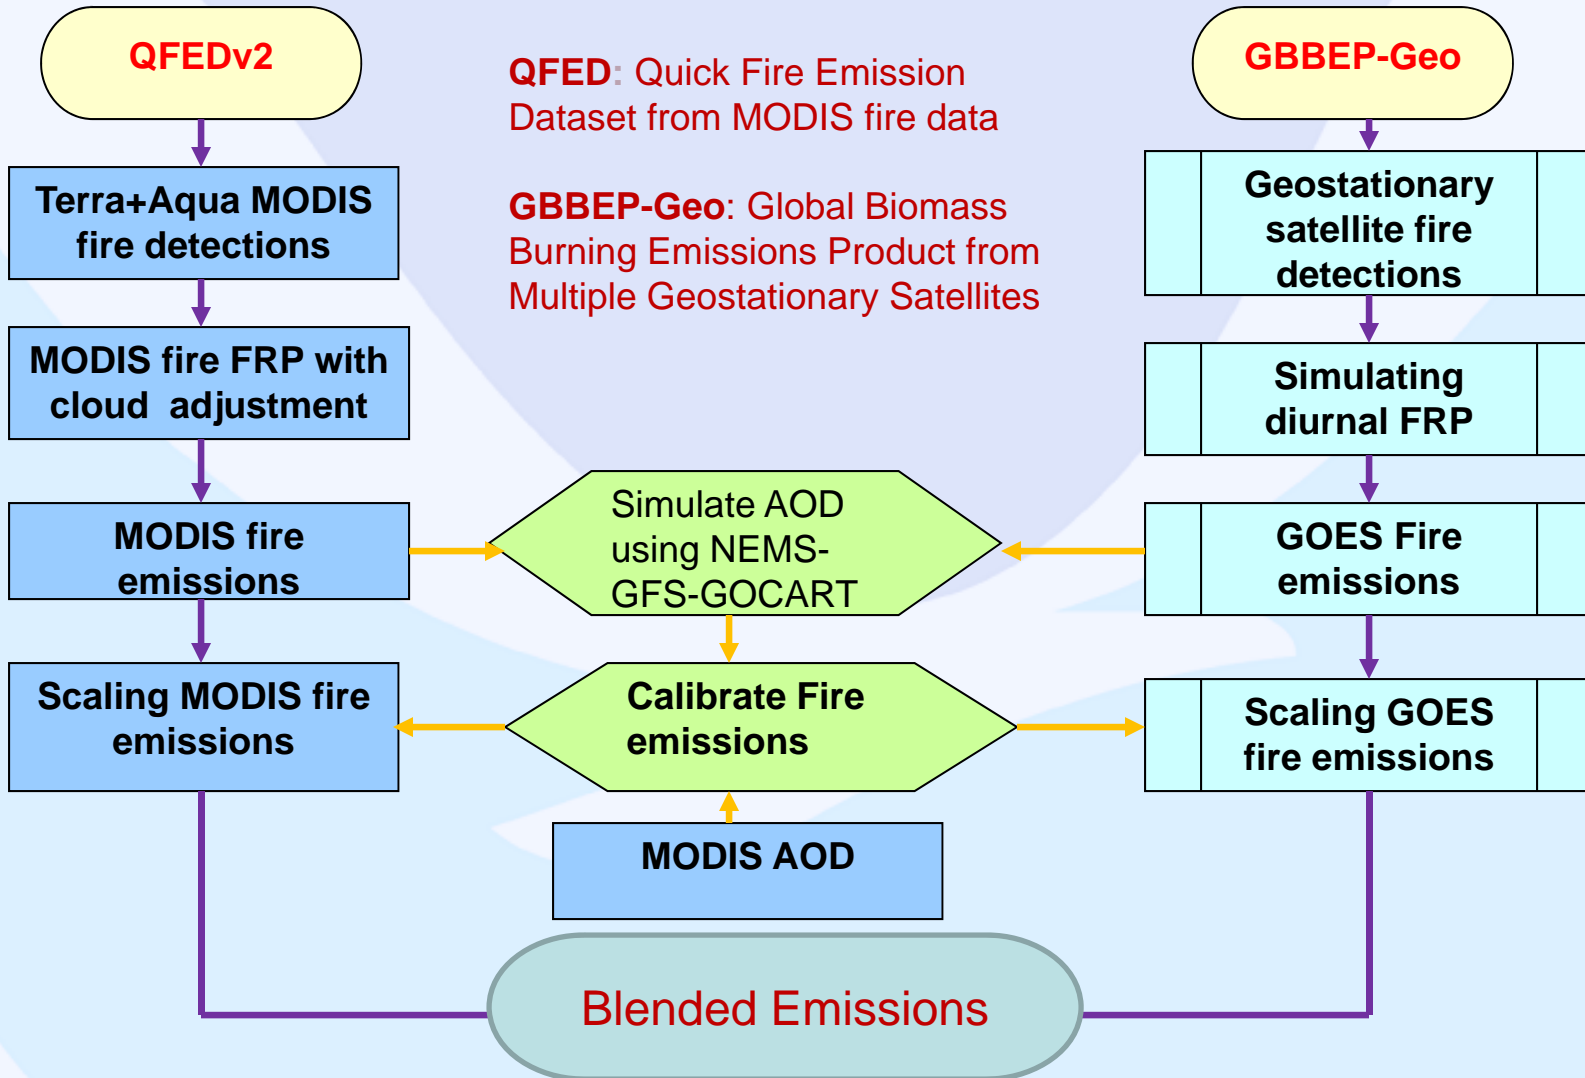 QFEDv2
Terra+Aqua MODIS
fire detections
MODIS fire FRP with
cloud adjustment
MODIS fire
emissions
Scaling MODIS fire
emissions
QFED: Quick Fire Emission
Dataset from MODIS fire data
GBBEP-Geo: Global Biomass
Burning Emissions Product from
Multiple Geostationary Satellites
Simulate AOD
using NEMS-
GFS-GOCART
Calibrate Fire
emissions
MODIS AOD
GBBEP-Geo
Geostationary
satellite fire
detections
Simulating
diurnal FRP
GOES Fire
emissions
Scaling GOES
fire emissions
Blended Emissions